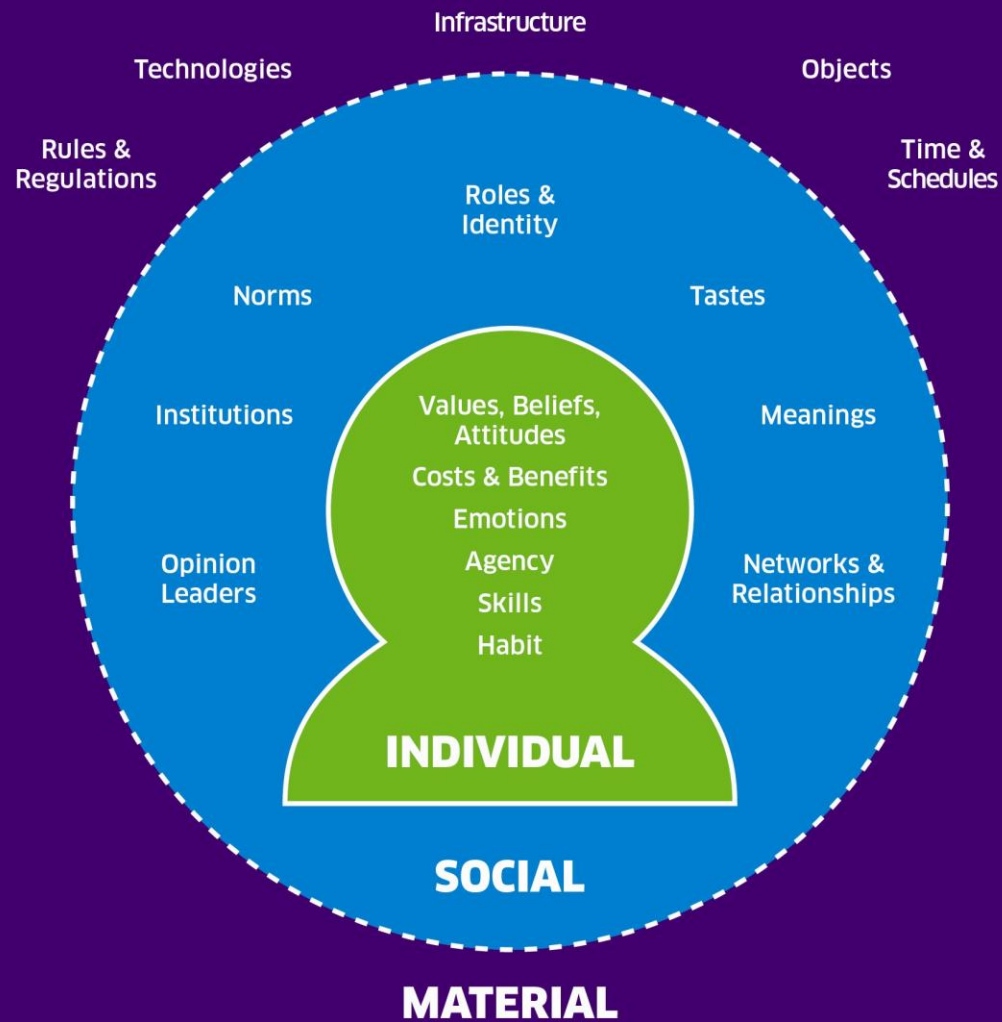 Infrastructure
Technologies
Objects
Rules &
Regulations
Time &
Schedules
Roles &
Identity
Norms
Tastes
Institutions
Values, Beliefs,
Attitudes
Meanings
Costs & Benefits
Emotions
Agency
Opinion
Leaders
Networks &
Relationships
Skills
Habit
INDIVIDUAL
SOCIAL
MATERIAL